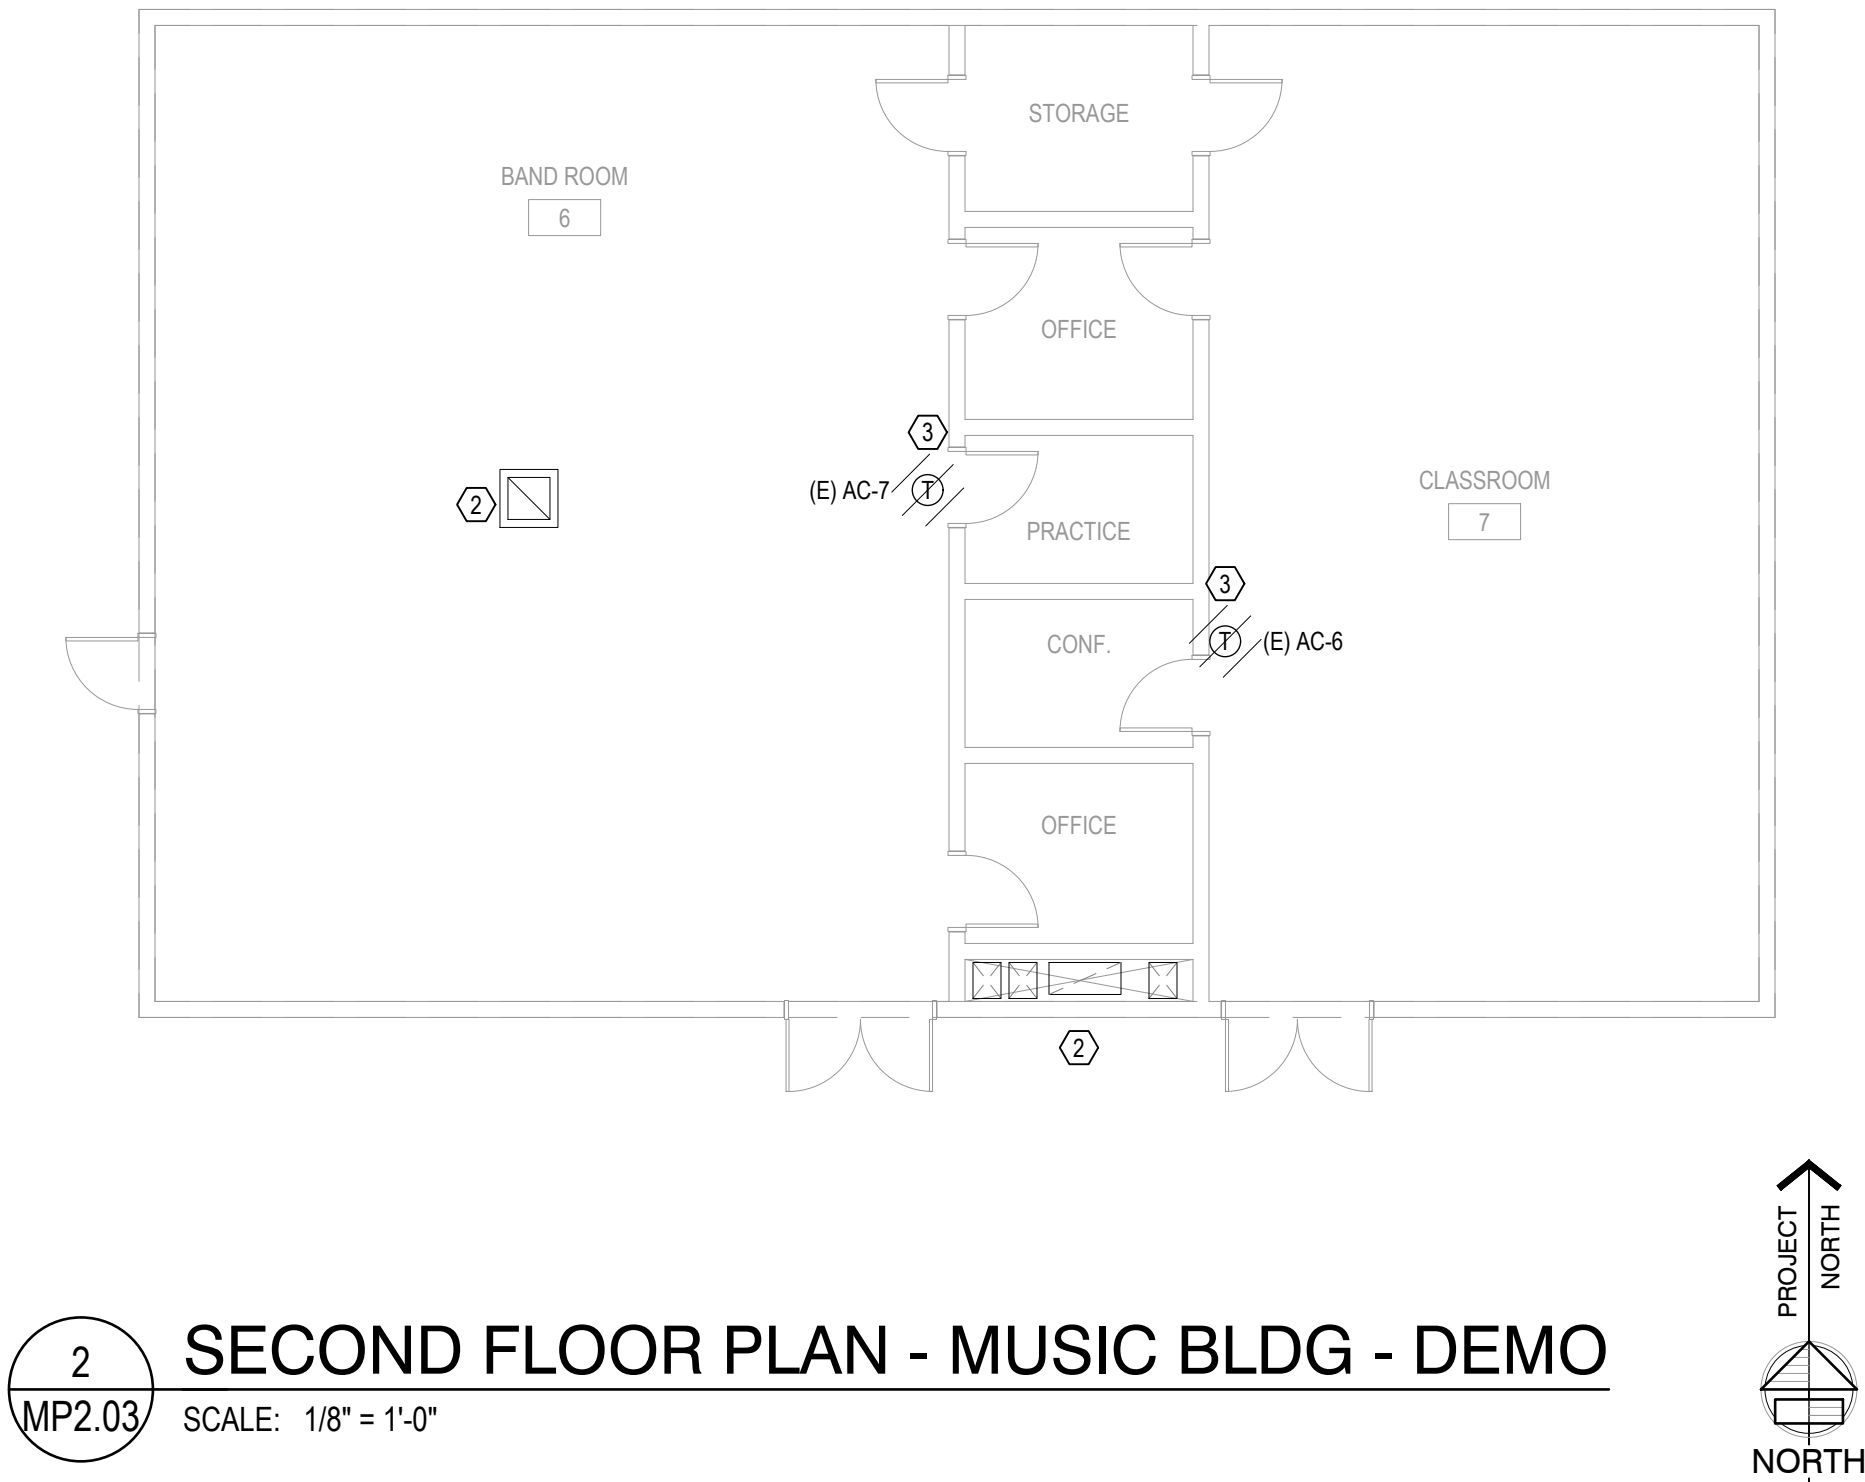 STORAGE
BAND ROOM
6
OFFICE
3
(E) AC-7
T
2
PRACTICE
CLASSROOM
7
3
T
(E) AC-6
CONF.
OFFICE
2
PROJECT
NORTH
2
MP2.03
SECOND FLOOR PLAN - MUSIC BLDG - DEMO
SCALE: 1/8" = 1'-0"
NORTH